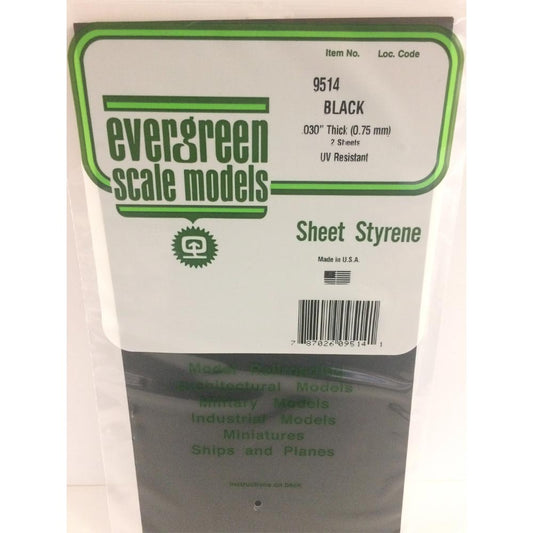 Item No. Loc. Code
9514
BLACK
.030" Thick (0.75 mm)
2 Sheets
UV Resistant
evergreen
scale models
Sheet Styrene
Made in U.S.A.
7 87026 09514 1
Model Railroading
Architectural Models
Military Models
Industrial Models
Miniatures
Ships and Planes
Instructions on back